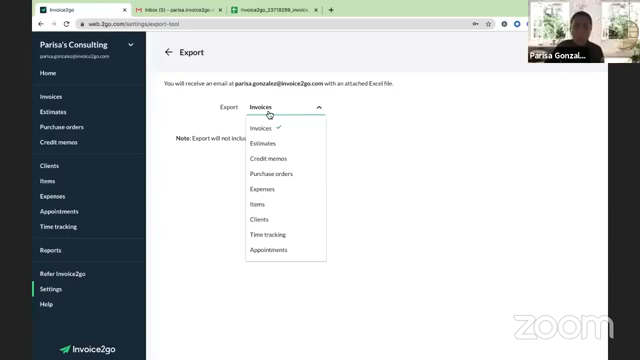 Invoice2go
Inbox (6) - parisa.invoice2go
Invoice2go_23718299_invoic
web.2go.com/settings/export-tool
Parisa's Consulting
parisa.gonzalez@invoice2go.com
Home
Invoices
Estimates
Purchase orders
Credit memos
Clients
Items
Expenses
Appointments
Time tracking
Reports
Refer Invoice2go
Settings
Help
Invoice2go
Export
You will receive an email at parisa.gonzalez@invoice2go.com with an attached Excel file.
Export Invoices
Note: Export will not inclu
Invoices
Estimates
Credit memos
Purchase orders
Expenses
Items
Clients
Time tracking
Appointments
Parisa Gonzal...
zoom